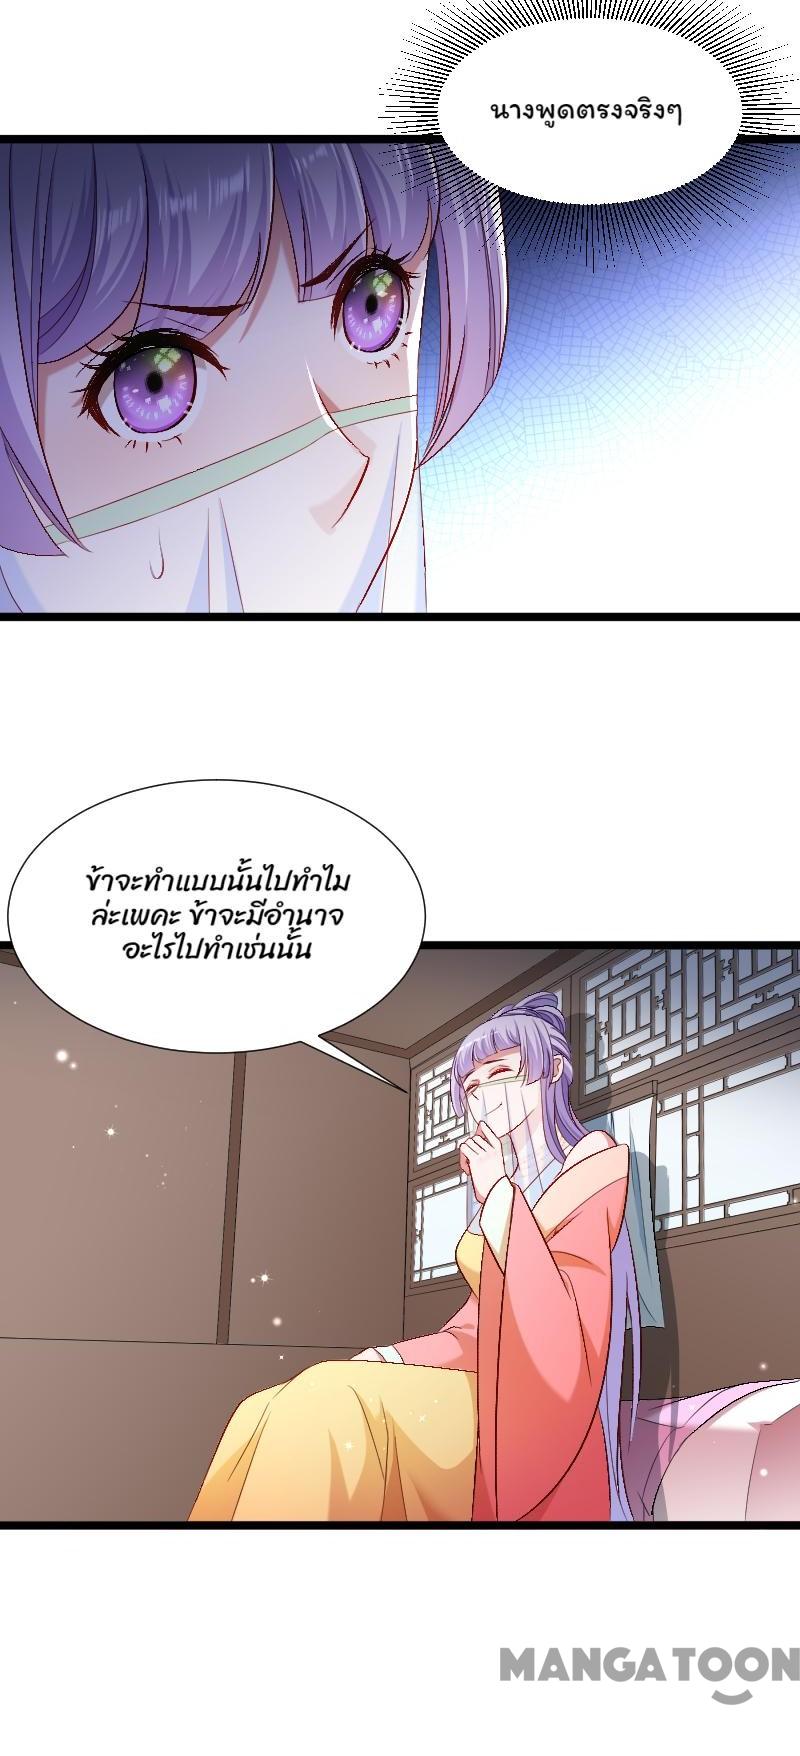 นางพูดตรงจริงๆ
ข้าจะทำแบบนั้นไปทำไม
ล่ะเพคะ ข้าจะมีอำนาจ
อะไรไปทำเช่นนั้น
MANGATOON